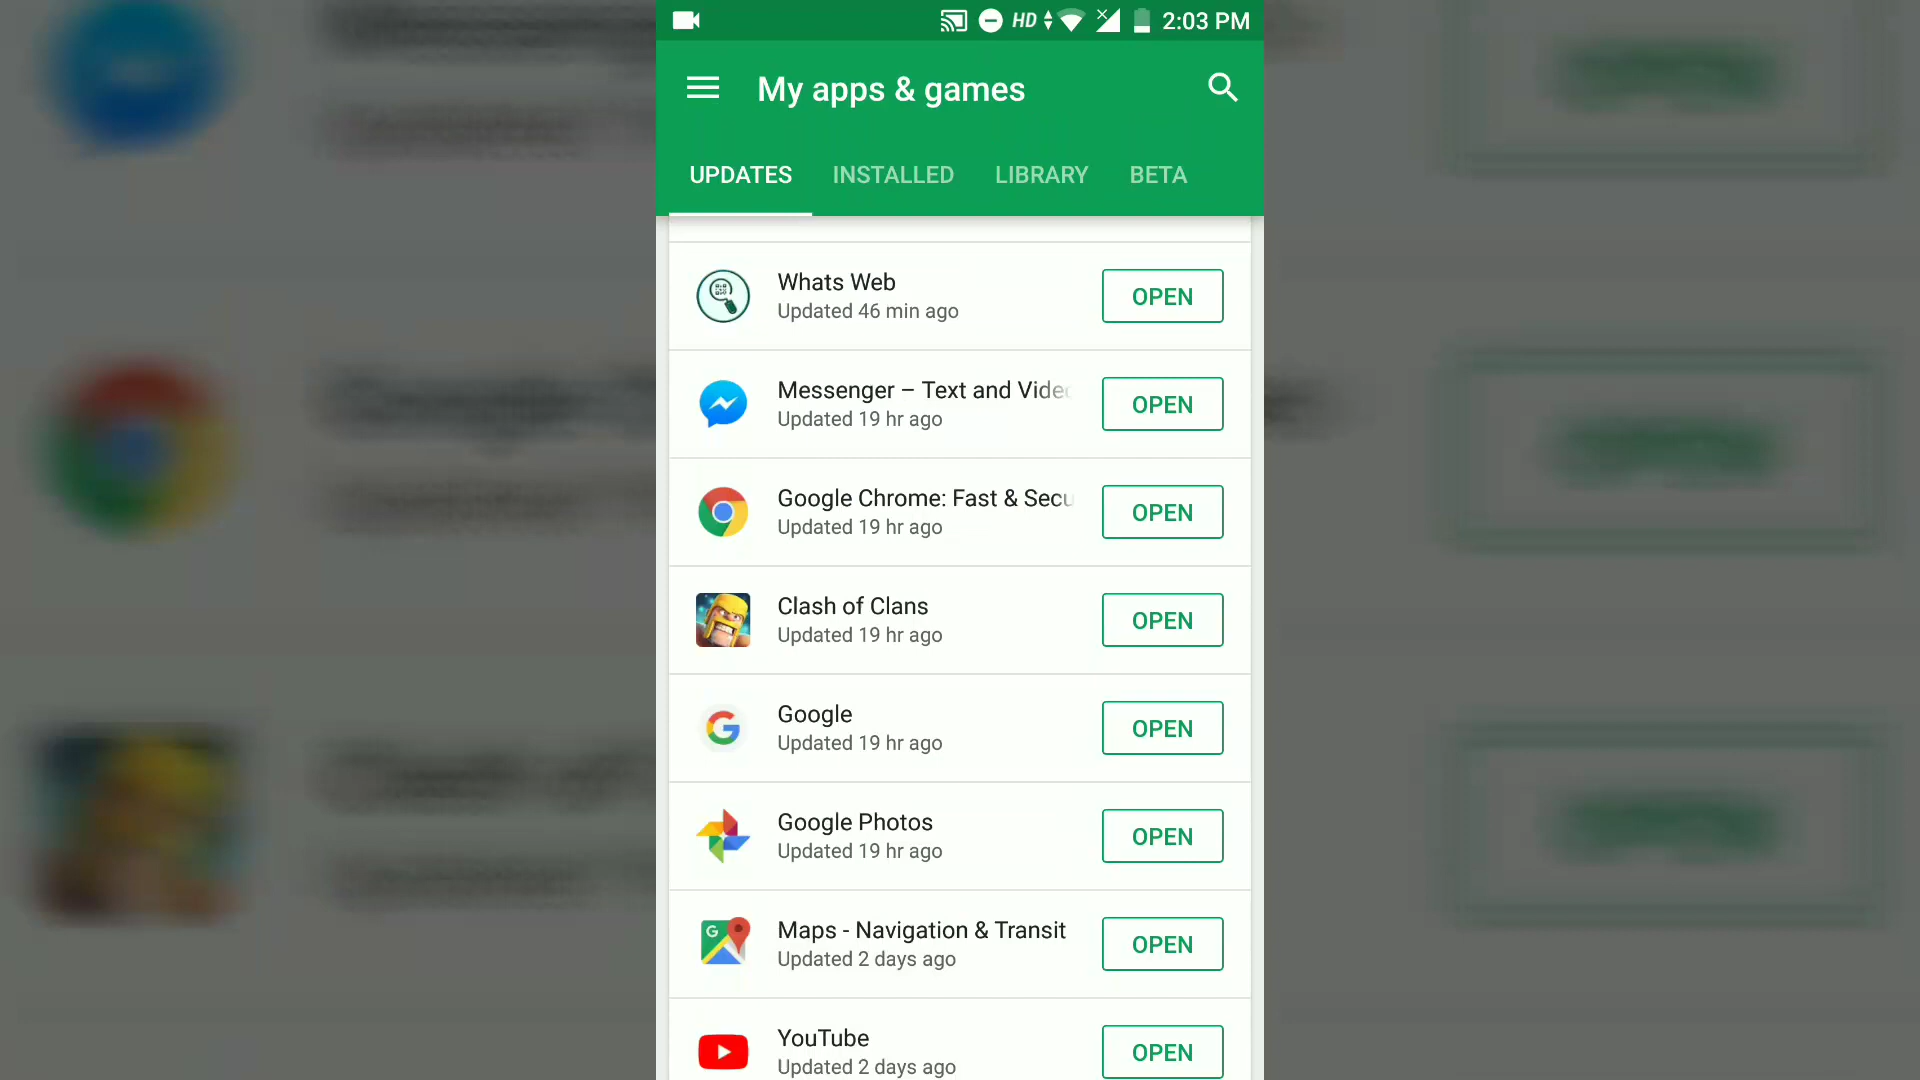 HD 2:03 PM
My apps & games
UPDATES INSTALLED LIBRARY BETA
Whats Web
Updated 46 min ago
OPEN
Messenger – Text and Video
Updated 19 hr ago
OPEN
Google Chrome: Fast & Secu
Updated 19 hr ago
OPEN
Clash of Clans
Updated 19 hr ago
OPEN
Google
Updated 19 hr ago
OPEN
Google Photos
Updated 19 hr ago
OPEN
Maps - Navigation & Transit
Updated 2 days ago
OPEN
YouTube
Updated 2 days ago
OPEN